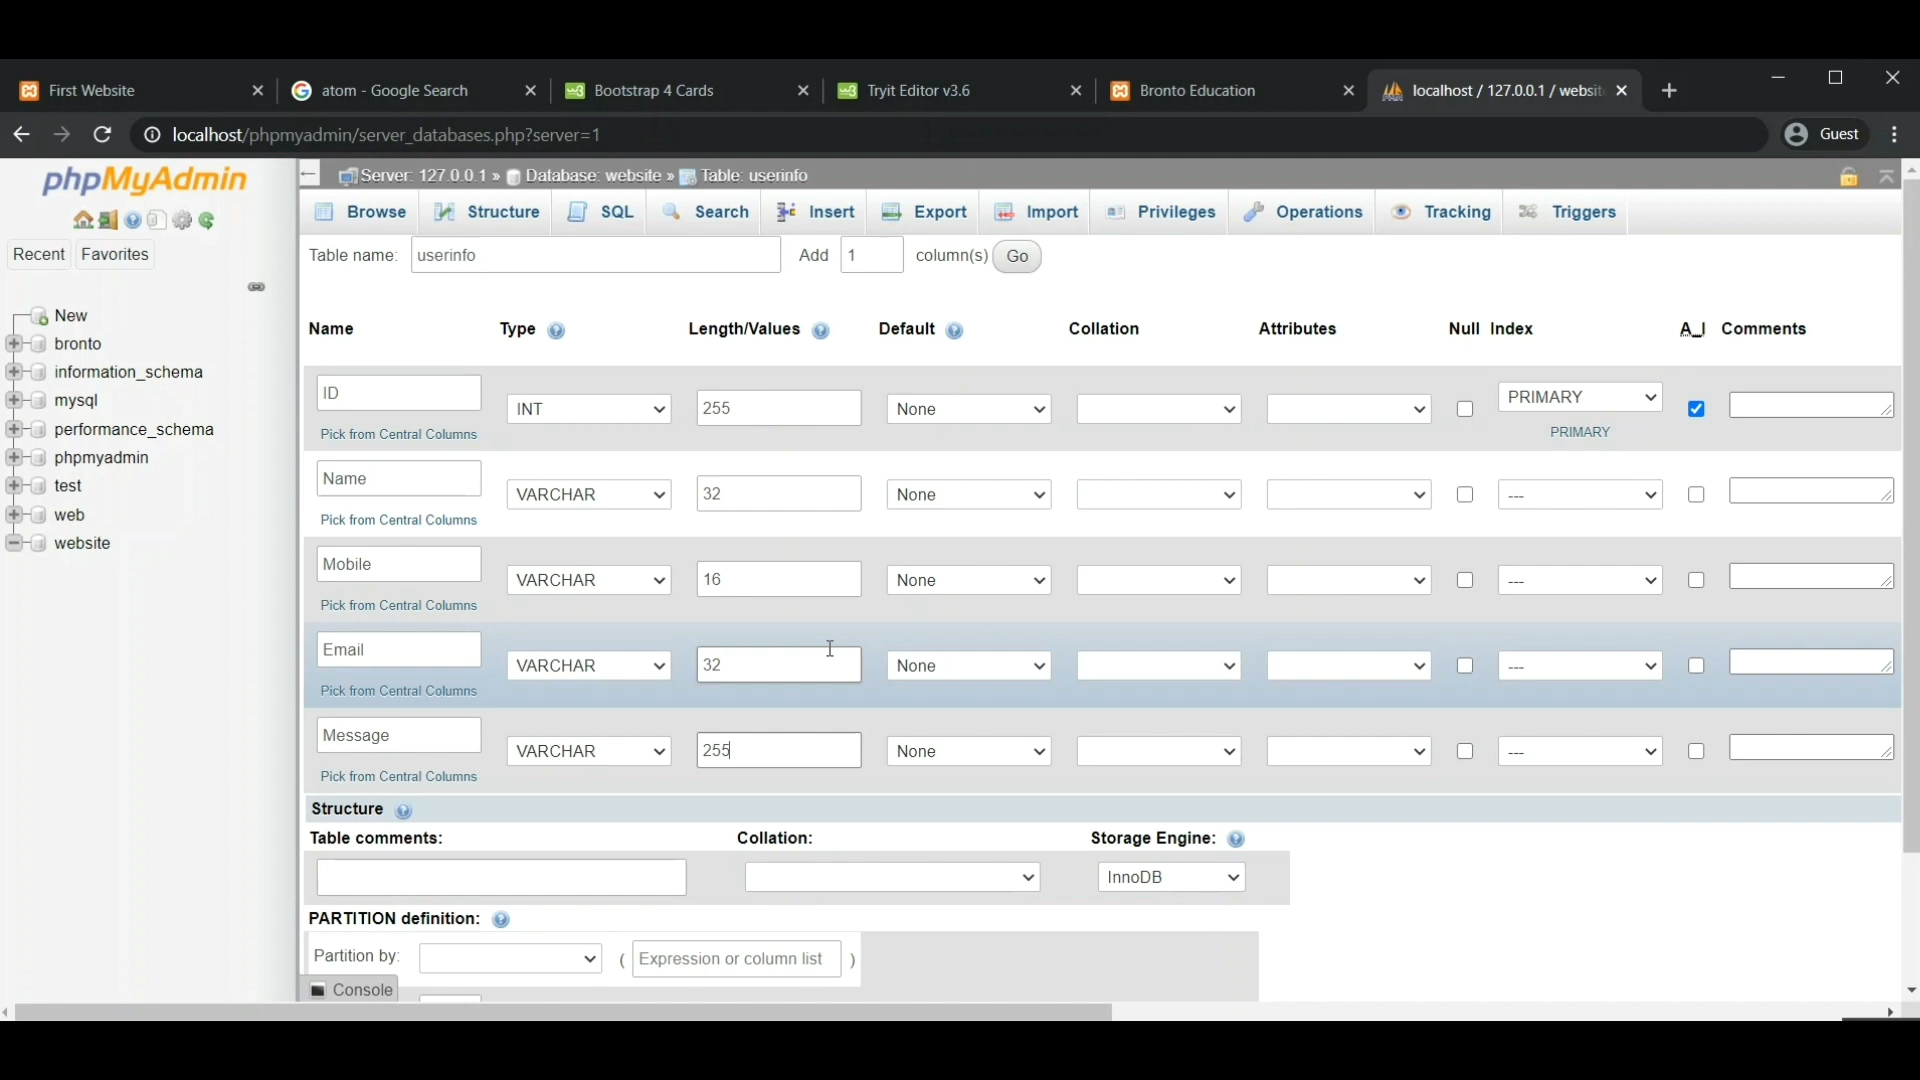 First Website
atom - Google Search
Bootstrap 4 Cards
Tryit Editor v3.6
Bronto Education
localhost / 127.0.0.1 / websit
localhost/phpmyadmin/server_databases.php?server=1
Guest
phpMyAdmin
Server: 127.0.0.1 » Database: website » Table: userinfo
Browse Structure SQL Search Insert Export Import Privileges Operations Tracking Triggers
Recent Favorites
Table name: userinfo Add 1 column(s) Go
New
bronto
information_schema
mysql
performance_schema
phpmyadmin
test
web
website
Name Type Length/Values Default Collation Attributes Null Index A_I Comments
ID INT 255 None PRIMARY
Pick from Central Columns PRIMARY
Name VARCHAR 32 None ---
Pick from Central Columns
Mobile VARCHAR 16 None ---
Pick from Central Columns
Email VARCHAR 32 None ---
Pick from Central Columns
Message VARCHAR 255 None ---
Pick from Central Columns
Structure
Table comments: Collation: Storage Engine:
InnoDB
PARTITION definition:
Partition by: ( Expression or column list )
Console